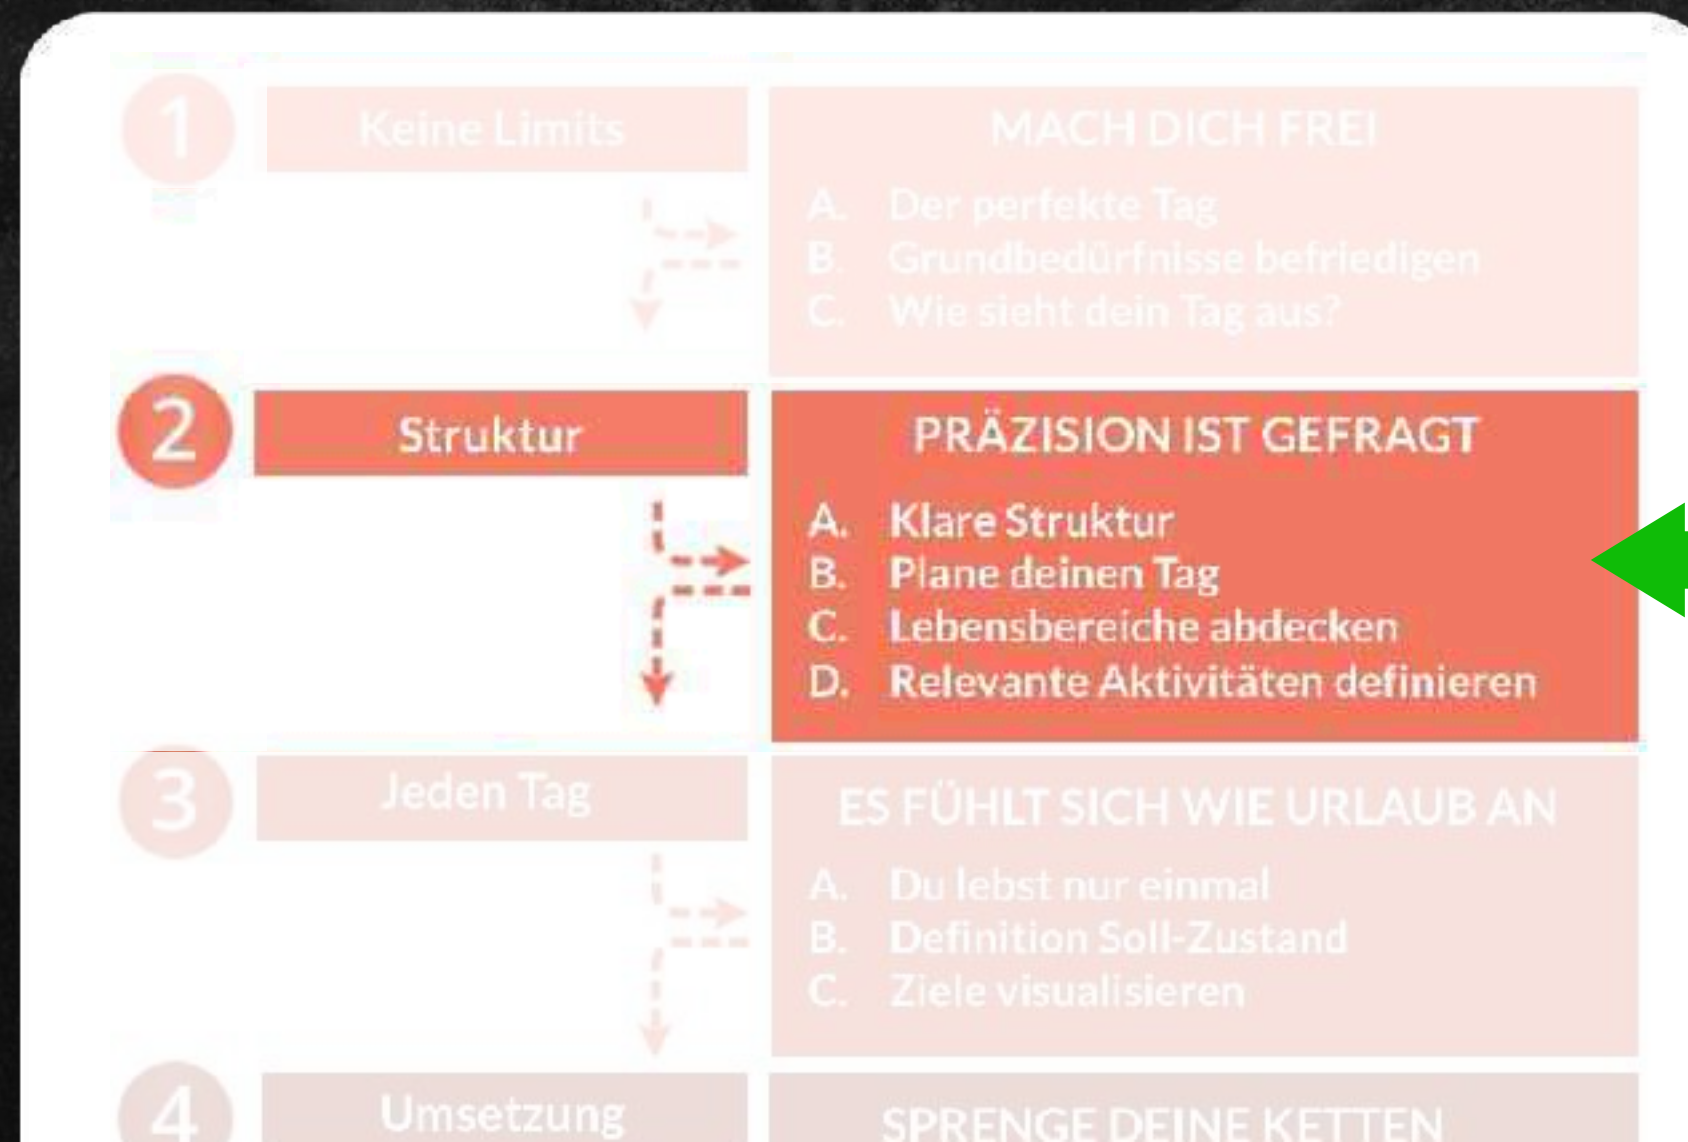 1
Keine Limits
MACH DICH FREI
A. Der perfekte Tag
B. Grundbedürfnisse befriedigen
C. Wie sieht dein Tag aus?
2
Struktur
PRÄZISION IST GEFRAGT
A. Klare Struktur
B. Plane deinen Tag
C. Lebensbereiche abdecken
D. Relevante Aktivitäten definieren
3
Jeden Tag
ES FÜHLT SICH WIE URLAUB AN
A. Du lebst nur einmal
B. Definition Soll-Zustand
C. Ziele visualisieren
4
Umsetzung
SPRENGE DEINE KETTEN